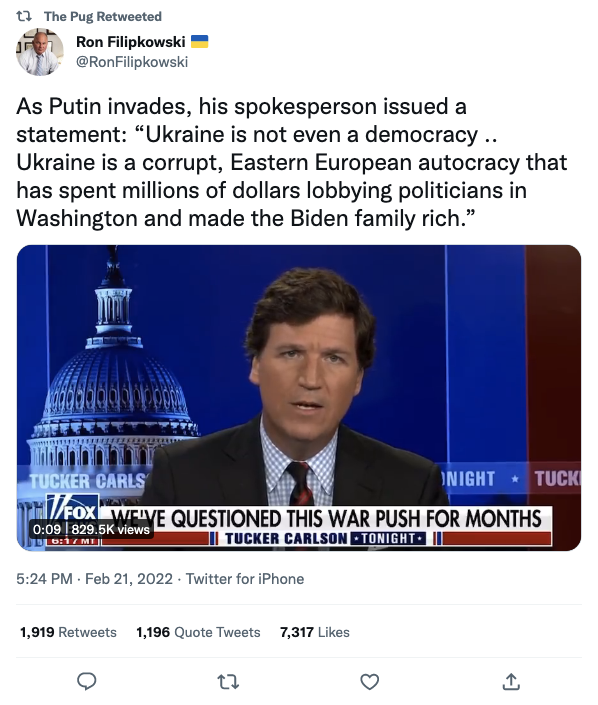 The Pug Retweeted
Ron Filipkowski 🇺🇦
@RonFilipkowski
As Putin invades, his spokesperson issued a
statement: “Ukraine is not even a democracy ..
Ukraine is a corrupt, Eastern European autocracy that
has spent millions of dollars lobbying politicians in
Washington and made the Biden family rich.”
TUCKER CARLS
ONIGHT ★ TUCK
FOX
WE'VE QUESTIONED THIS WAR PUSH FOR MONTHS
0:09 | 829.5K views
6:17 MT
TUCKER CARLSON TONIGHT
5:24 PM · Feb 21, 2022 · Twitter for iPhone
1,919 Retweets 1,196 Quote Tweets 7,317 Likes